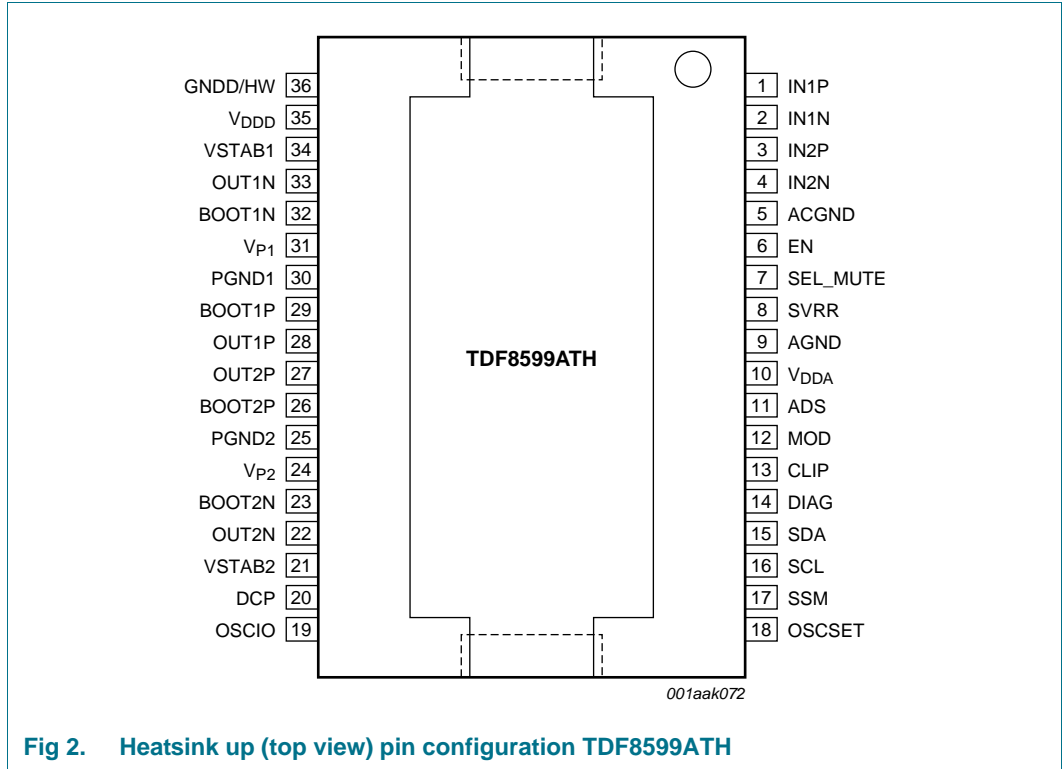 GNDD/HW 36
VDDD 35
VSTAB1 34
OUT1N 33
BOOT1N 32
VP1 31
PGND1 30
BOOT1P 29
OUT1P 28
OUT2P 27
BOOT2P 26
PGND2 25
VP2 24
BOOT2N 23
OUT2N 22
VSTAB2 21
DCP 20
OSCIO 19
TDF8599ATH
1 IN1P
2 IN1N
3 IN2P
4 IN2N
5 ACGND
6 EN
7 SEL_MUTE
8 SVRR
9 AGND
10 VDDA
11 ADS
12 MOD
13 CLIP
14 DIAG
15 SDA
16 SCL
17 SSM
18 OSCSET
001aak072
Fig 2. Heatsink up (top view) pin configuration TDF8599ATH